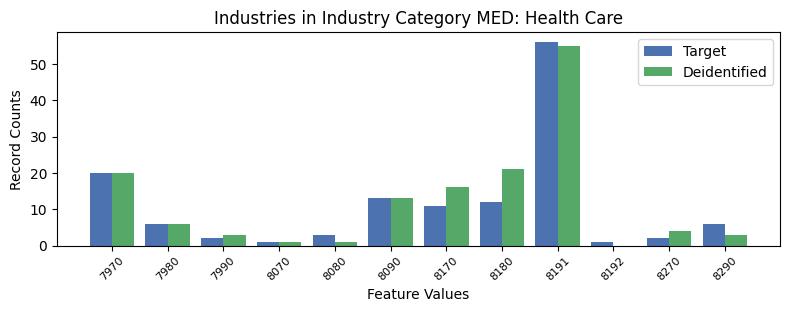 Industries in Industry Category MED: Health Care
Target
Deidentified
Record Counts
50
40
30
20
10
0
7970 7980 7990 8070 8080 8090 8170 8180 8191 8192 8270 8290
Feature Values